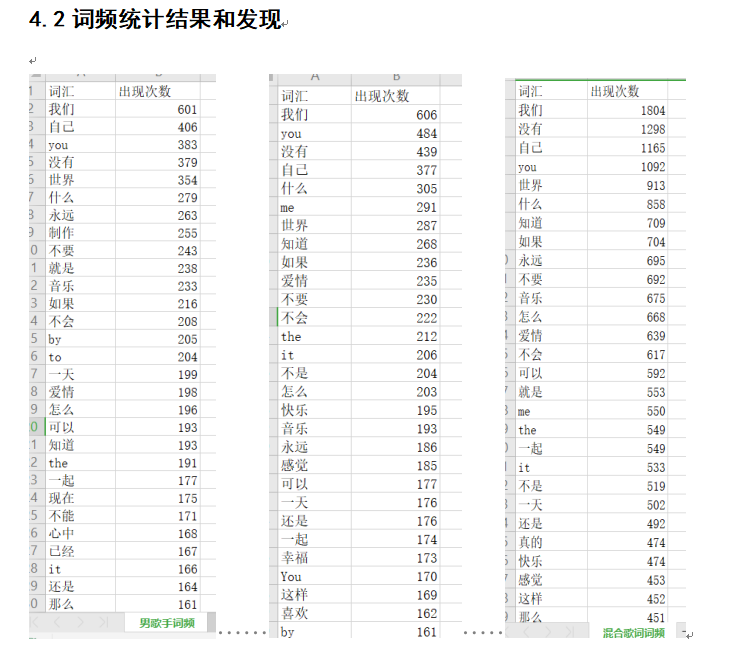 4.2 词频统计结果和发现
词汇 出现次数
我们 601
自己 406
you 383
没有 379
世界 354
什么 279
永远 263
制作 255
不要 243
就是 238
音乐 233
如果 216
不会 208
by 205
to 204
一天 199
爱情 198
怎么 196
可以 193
知道 193
the 191
一起 177
现在 175
不能 171
心中 168
已经 167
it 166
还是 164
那么 161
男歌手词频
A B
词汇 出现次数
我们 606
you 484
没有 439
自己 377
什么 305
me 291
世界 287
知道 268
如果 236
爱情 235
不要 230
不会 222
the 212
it 206
不是 204
怎么 203
快乐 195
音乐 193
永远 186
感觉 185
可以 177
一天 176
还是 176
一起 174
幸福 173
You 170
这样 169
喜欢 162
by 161
词汇 出现次数
我们 1804
没有 1298
自己 1165
you 1092
世界 913
什么 858
知道 709
如果 704
永远 695
不要 692
音乐 675
怎么 668
爱情 639
不会 617
可以 592
就是 553
me 550
the 549
一起 549
it 533
不是 519
一天 502
还是 492
真的 474
快乐 474
感觉 453
这样 452
那么 451
混合歌词词频